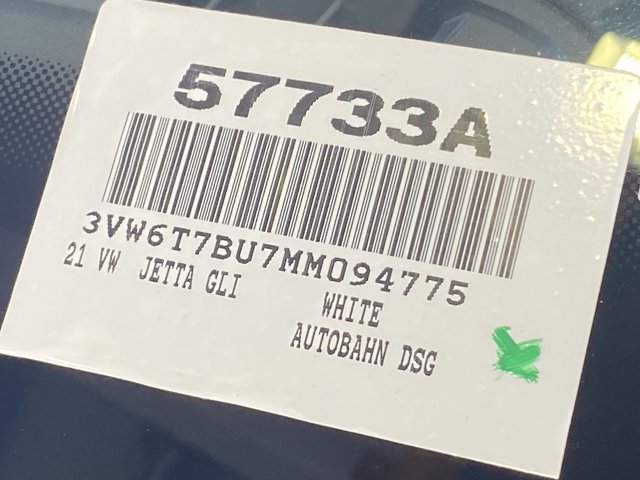 57733A
3VW6T7BU7MM094775
21 VW JETTA GLI
WHITE
AUTOBAHN DSG